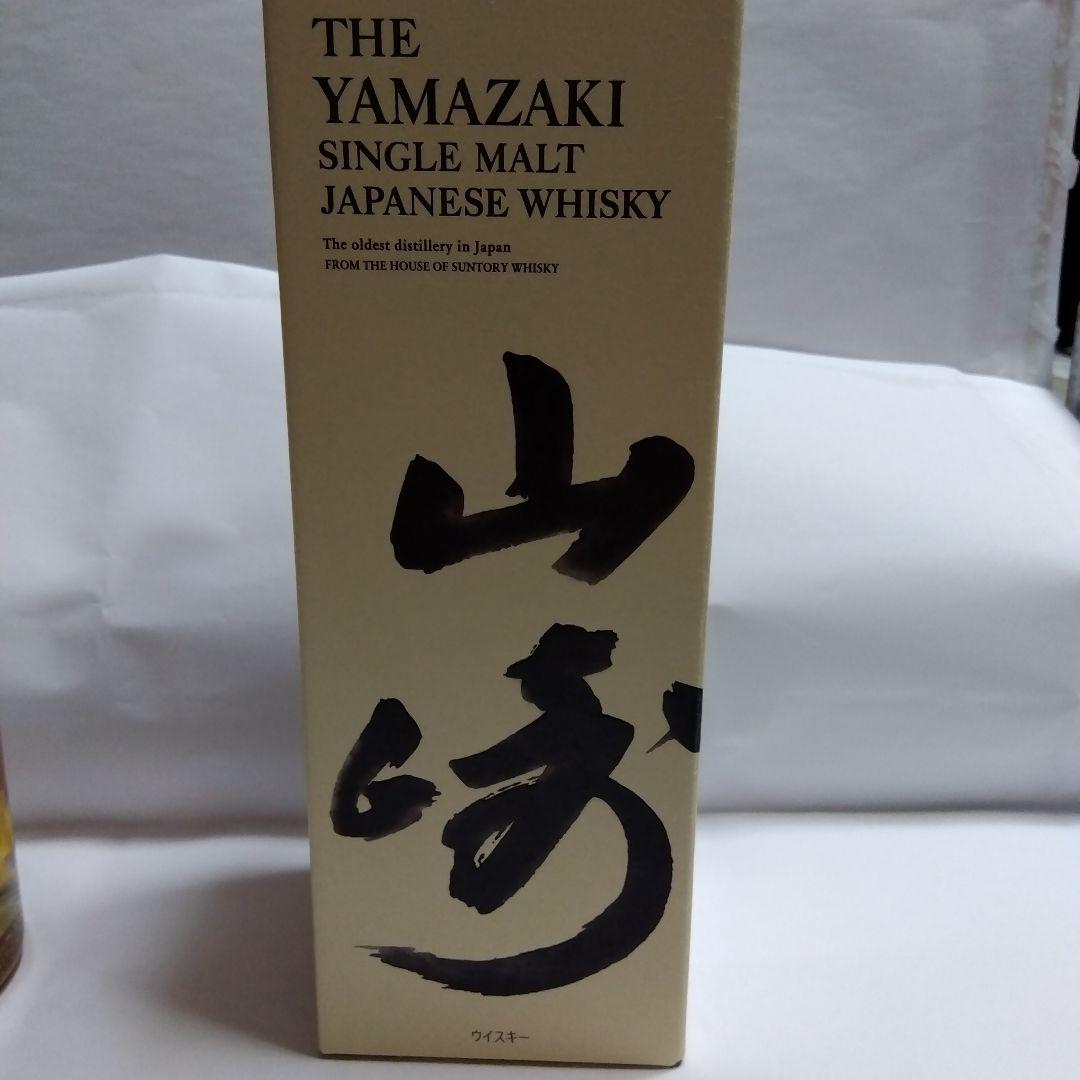 THE
YAMAZAKI
SINGLE MALT
JAPANESE WHISKY
The oldest distillery in Japan
FROM THE HOUSE OF SUNTORY WHISKY
山
崎
ウイスキー